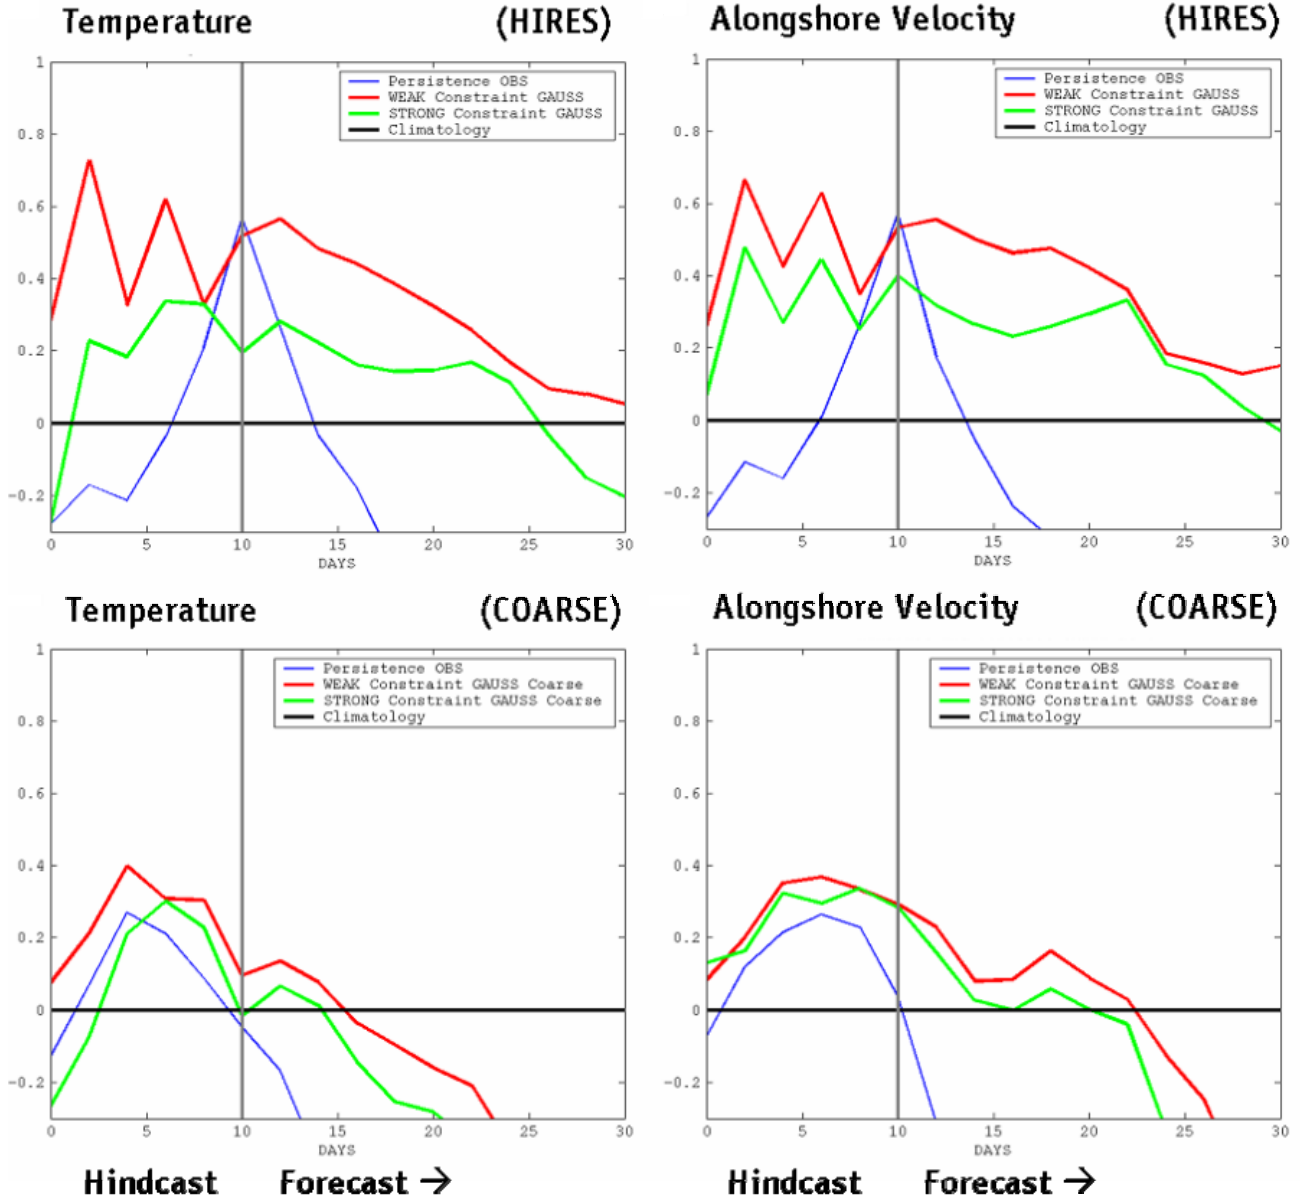 Temperature (HIRES)
1
0.8
0.6
0.4
0.2
0
-0.2
Persistence OBS
WEAK Constraint GAUSS
STRONG Constraint GAUSS
Climatology
0 5 10 15 20 25 30
DAYS
Alongshore Velocity (HIRES)
1
0.8
0.6
0.4
0.2
0
-0.2
Persistence OBS
WEAK Constraint GAUSS
STRONG Constraint GAUSS
Climatology
0 5 10 15 20 25 30
DAYS
Temperature (COARSE)
1
0.8
0.6
0.4
0.2
0
-0.2
Persistence OBS
WEAK Constraint GAUSS Coarse
STRONG Constraint GAUSS Coarse
Climatology
0 5 10 15 20 25 30
DAYS
Hindcast Forecast →
Alongshore Velocity (COARSE)
1
0.8
0.6
0.4
0.2
0
-0.2
Persistence OBS
WEAK Constraint GAUSS Coarse
STRONG Constraint GAUSS Coarse
Climatology
0 5 10 15 20 25 30
DAYS
Hindcast Forecast →